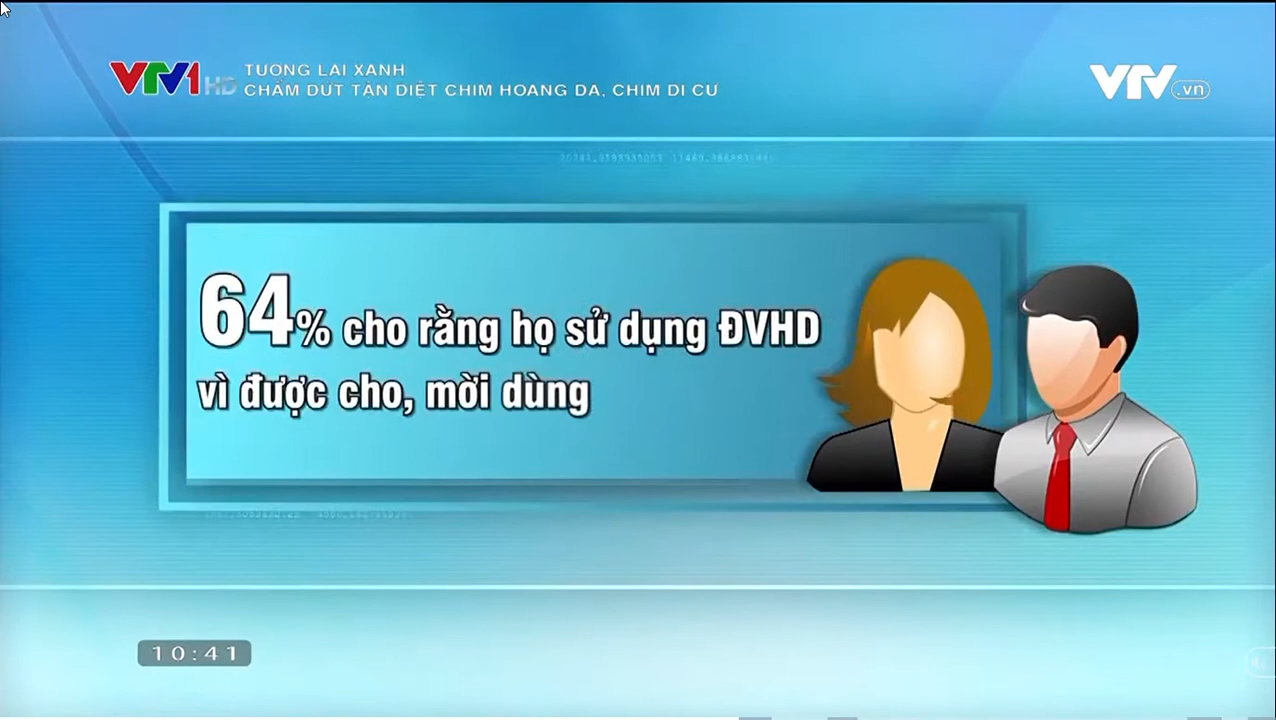 VTV1 HD
TƯƠNG LAI XANH
CHẤM DỨT TẬN DIỆT CHIM HOANG DÃ, CHIM DI CƯ
VTV.vn
64% cho rằng họ sử dụng ĐVHD
vì được cho, mời dùng
10:41